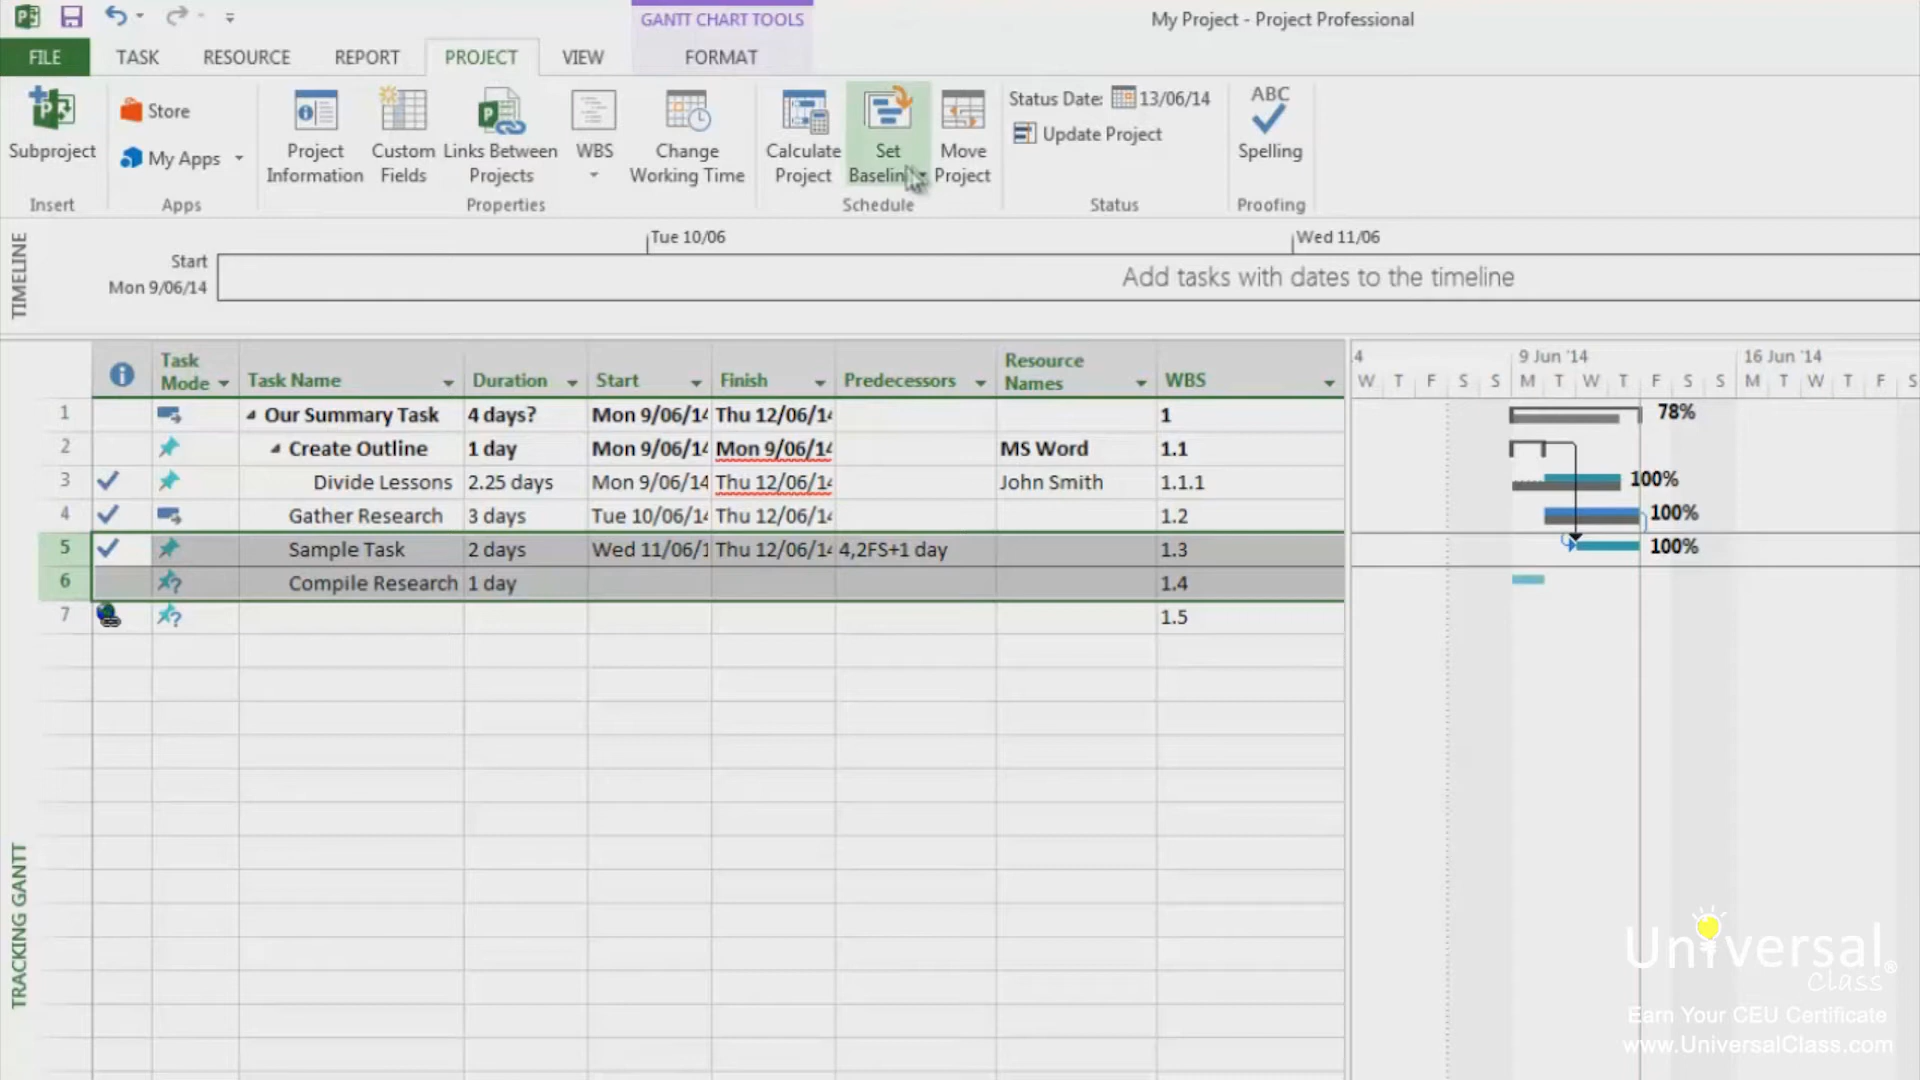 GANTT CHART TOOLS
My Project - Project Professional
FILE TASK RESOURCE REPORT PROJECT VIEW FORMAT
Subproject
Insert
Store
My Apps
Apps
Project Information
Custom Fields
Links Between Projects
WBS
Change Working Time
Properties
Calculate Project
Set Baseline
Move Project
Schedule
Status Date: 13/06/14
Update Project
Status
ABC
Spelling
Proofing
TIMELINE
Start
Mon 9/06/14
Tue 10/06
Wed 11/06
Add tasks with dates to the timeline
Task Mode Task Name Duration Start Finish Predecessors Resource Names WBS
1 Our Summary Task 4 days? Mon 9/06/14 Thu 12/06/14 1
2 Create Outline 1 day Mon 9/06/14 Mon 9/06/14 MS Word 1.1
3 Divide Lessons 2.25 days Mon 9/06/14 Thu 12/06/14 John Smith 1.1.1
4 Gather Research 3 days Tue 10/06/14 Thu 12/06/14 1.2
5 Sample Task 2 days Wed 11/06/1 Thu 12/06/14 4,2FS+1 day 1.3
6 Compile Research 1 day 1.4
7 1.5
4 9 Jun '14 16 Jun '14
W T F S S M T W T F S S M T W T F S
78%
100%
100%
100%
TRACKING GANTT
Universal
Class®
Earn Your CEU Certificate
www.UniversalClass.com